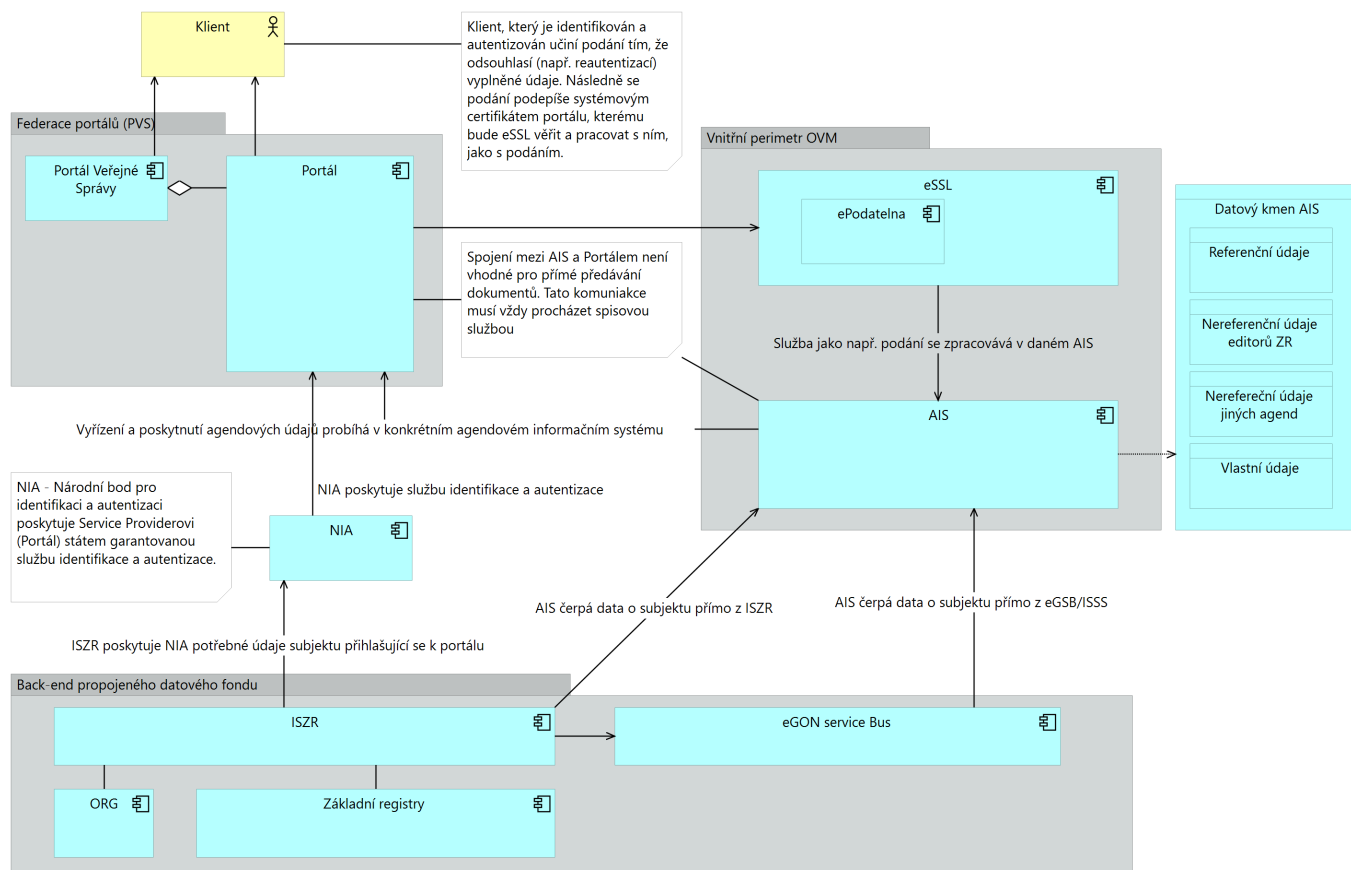 Klient
Klient, který je identifikován a
autentizován učiní podání tím, že
odsouhlasí (např. reautentizací)
vyplněné údaje. Následně se
podání podepíše systémovým
certifikátem portálu, kterému
bude eSSL věřit a pracovat s ním,
jako s podáním.
Federace portálů (PVS)
Portál Veřejné
Správy
Portál
Vnitřní perimetr OVM
eSSL
ePodatelna
Datový kmen AIS
Referenční údaje
Nereferenční údaje
editorů ZR
Nerefereční údaje
jiných agend
Vlastní údaje
Spojení mezi AIS a Portálem není
vhodné pro přímé předávání
dokumentů. Tato komuniakce
musí vždy procházet spisovou
službou
Služba jako např. podání se zpracovává v daném AIS
AIS
Vyřízení a poskytnutí agendových údajů probíhá v konkrétním agendovém informačním systému
NIA poskytuje službu identifikace a autentizace
NIA - Národní bod pro
identifikaci a autentizaci
poskytuje Service Providerovi
(Portál) státem garantovanou
službu identifikace a autentizace.
NIA
AIS čerpá data o subjektu přímo z ISZR
AIS čerpá data o subjektu přímo z eGSB/ISSS
ISZR poskytuje NIA potřebné údaje subjektu přihlašující se k portálu
Back-end propojeného datového fondu
ISZR
eGON service Bus
ORG
Základní registry